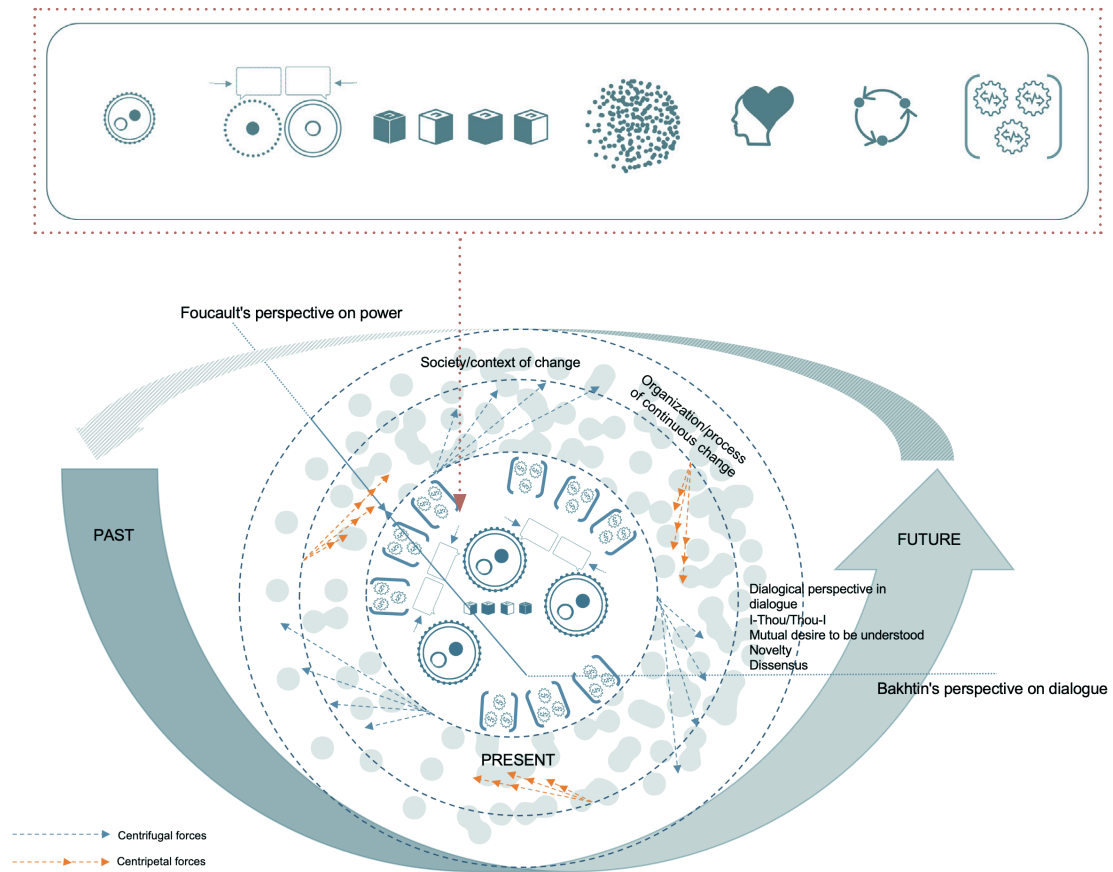 Foucault's perspective on power
Society/context of change
Organization/process
of continuous change
PAST
FUTURE
Dialogical perspective in
dialogue
I-Thou/Thou-I
Mutual desire to be understood
Novelty
Dissensus
Bakhtin's perspective on dialogue
PRESENT
Centrifugal forces
Centripetal forces